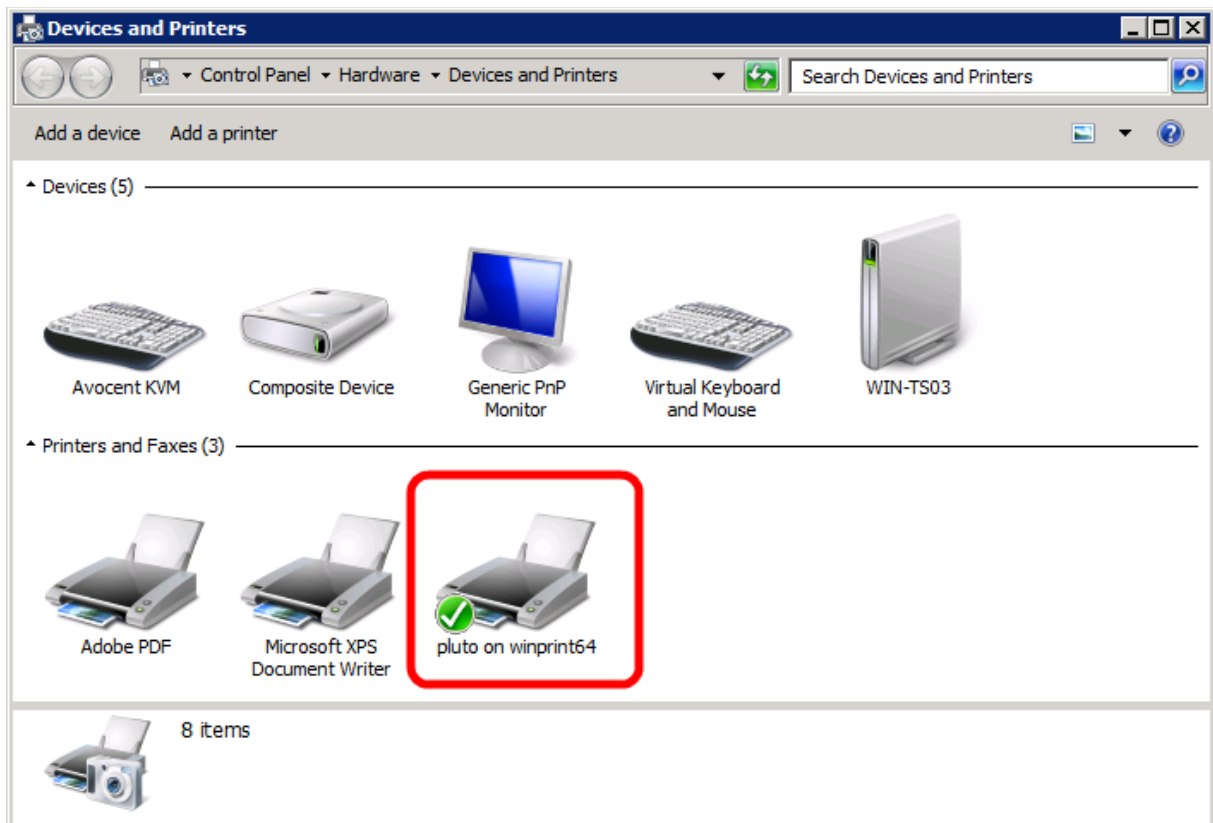 Devices and Printers
Control Panel Hardware Devices and Printers
Search Devices and Printers
Add a device Add a printer
Devices (5)
Avocent KVM
Composite Device
Generic PnP
Monitor
Virtual Keyboard
and Mouse
WIN-TS03
Printers and Faxes (3)
Adobe PDF
Microsoft XPS
Document Writer
pluto on winprint64
8 items